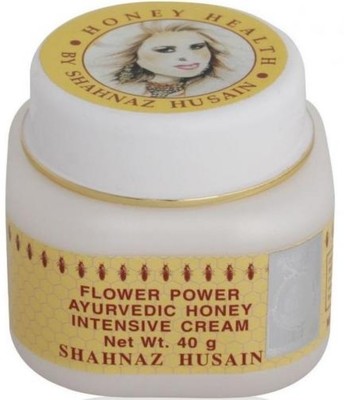 • HONEY HEALTH •
BY SHAHNAZ HUSAIN
FLOWER POWER
AYURVEDIC HONEY
INTENSIVE CREAM
Net Wt. 40 g
SHAHNAZ HUSAIN